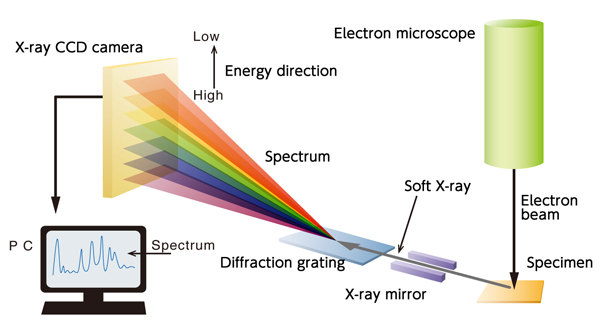 X-ray CCD camera
Low
Energy direction
High
Electron microscope
Spectrum
Soft X-ray
Electron
beam
P C
Spectrum
Diffraction grating
X-ray mirror
Specimen